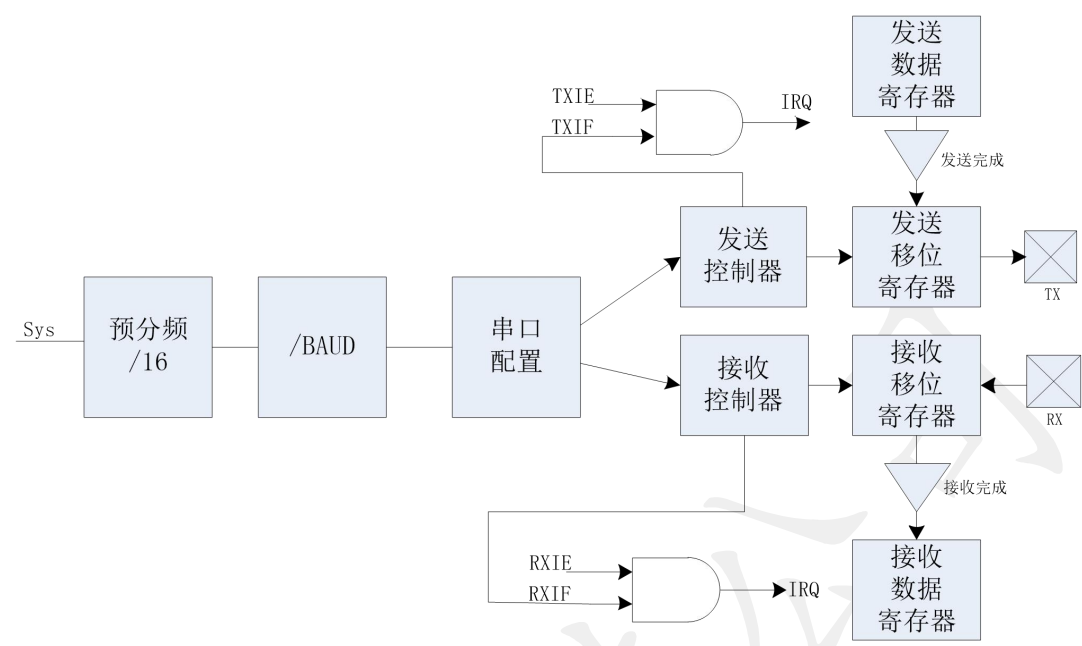 发送
数据
寄存器
TXIE
TXIF
IRQ
发送完成
发送
控制器
发送
移位
寄存器
TX
Sys
预分频
/16
/BAUD
串口
配置
接收
控制器
接收
移位
寄存器
RX
接收完成
RXIE
RXIF
IRQ
接收
数据
寄存器